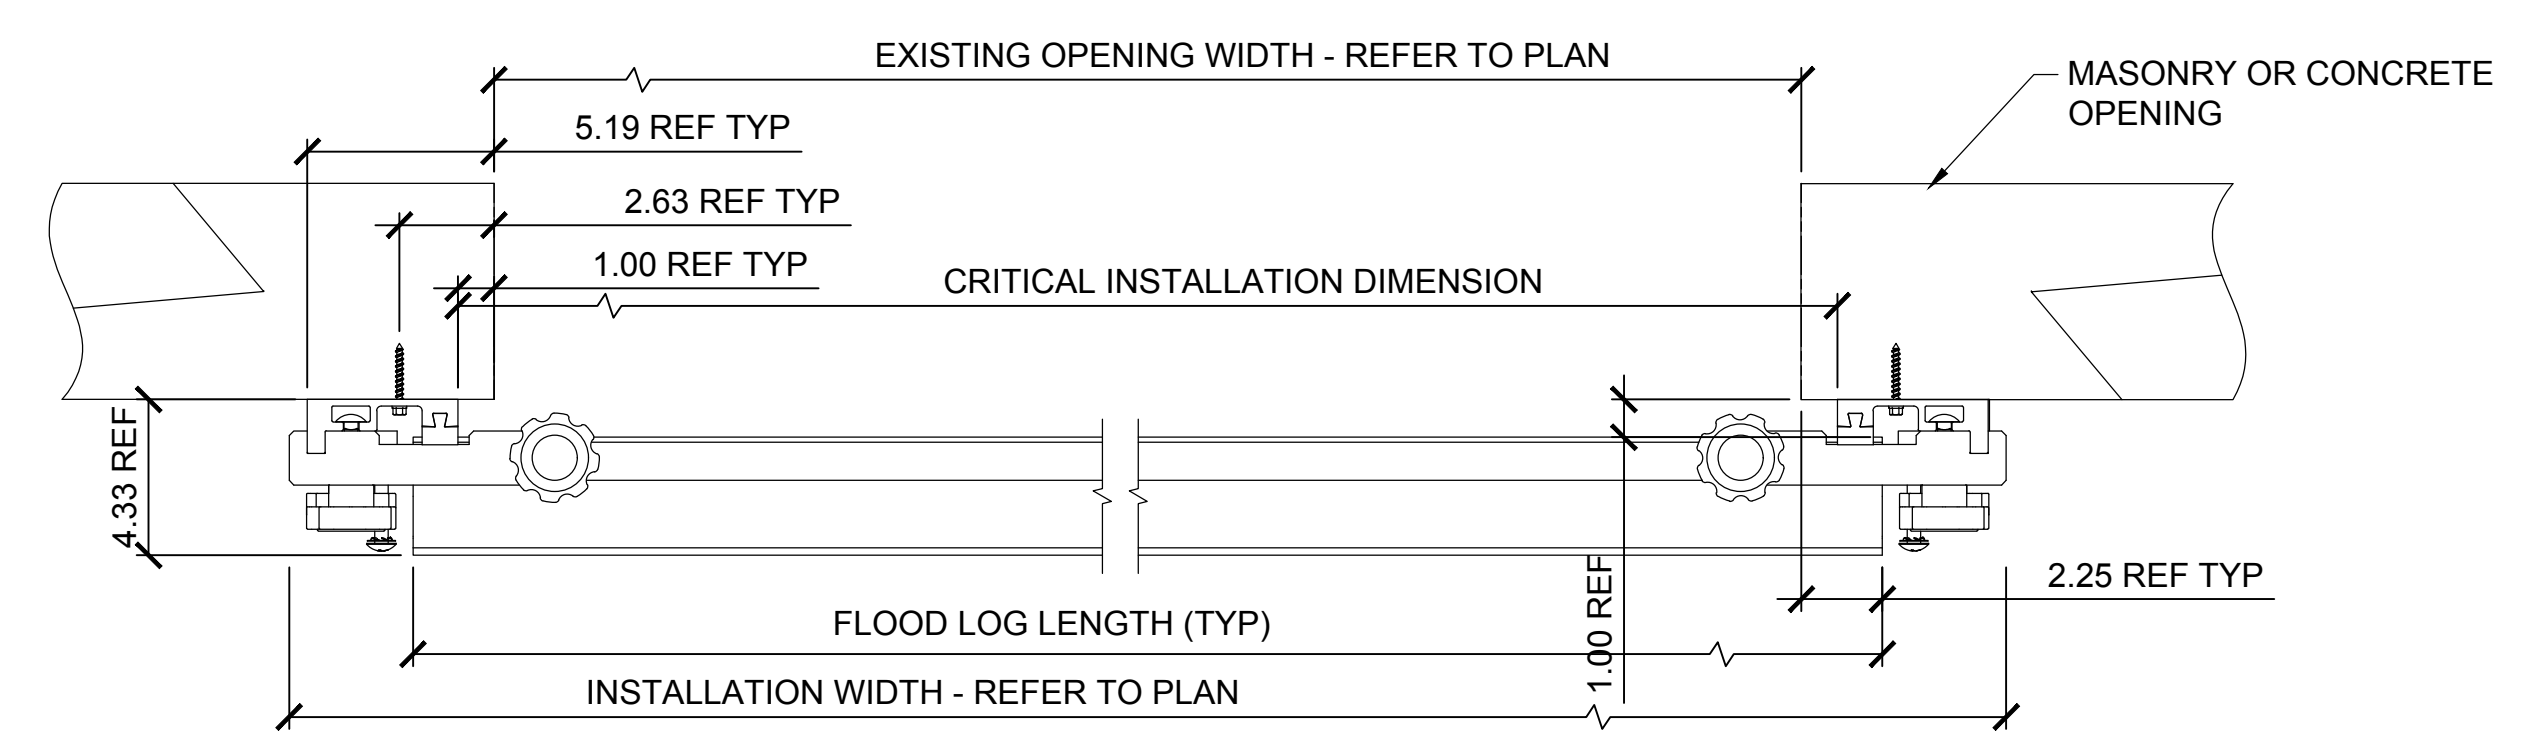 EXISTING OPENING WIDTH - REFER TO PLAN
MASONRY OR CONCRETE
OPENING
5.19 REF TYP
2.63 REF TYP
1.00 REF TYP
CRITICAL INSTALLATION DIMENSION
4.33 REF
1.00 REF
2.25 REF TYP
FLOOD LOG LENGTH (TYP)
INSTALLATION WIDTH - REFER TO PLAN